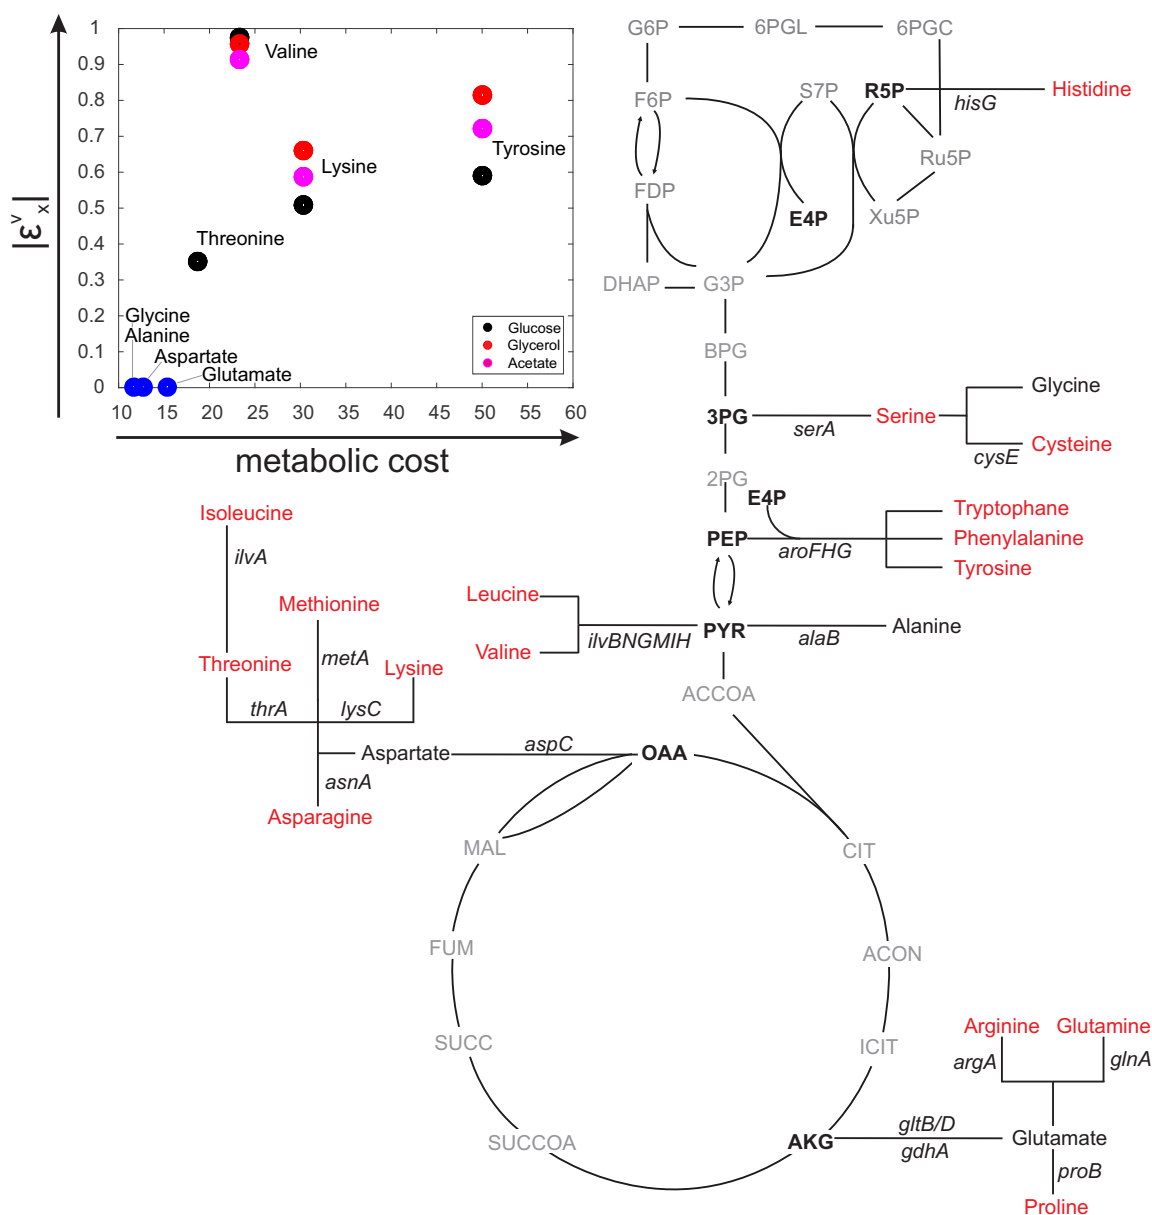 1
0.9
0.8
0.7
0.6
0.5
0.4
0.3
0.2
0.1
0
|ε^v_x|
Valine
Lysine
Tyrosine
Threonine
Glycine
Alanine
Aspartate
Glutamate
Glucose
Glycerol
Acetate
10 15 20 25 30 35 40 45 50 55 60
metabolic cost
G6P 6PGL 6PGC
F6P S7P R5P hisG Histidine
Ru5P
FDP E4P Xu5P
DHAP G3P
BPG
3PG serA Serine Glycine
cysE Cysteine
2PG
E4P
PEP aroFHG
Tryptophane
Phenylalanine
Tyrosine
Isoleucine
ilvA
Methionine
Threonine metA Lysine
thrA lysC
Leucine
Valine
ilvBNGMIH PYR alaB Alanine
ACCOA
Aspartate aspC OAA
asnA
Asparagine
MAL CIT
FUM ACON
SUCC ICIT
SUCCOA AKG gltB/D
gdhA
Glutamate
Arginine Glutamine
argA glnA
proB
Proline